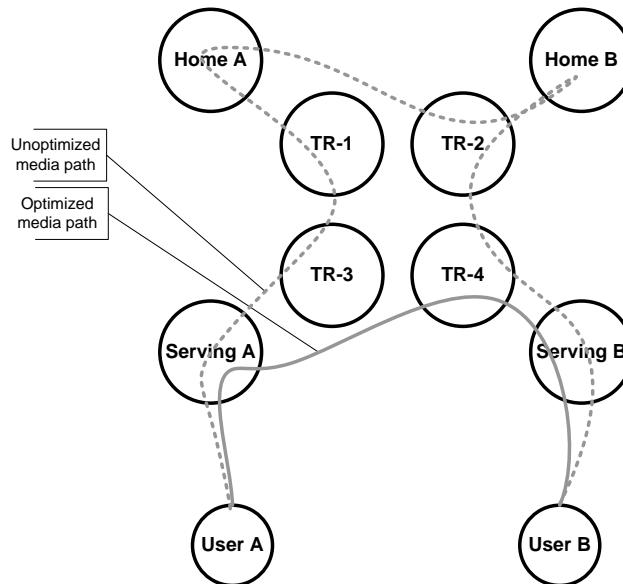 Home A
Home B
TR-1
TR-2
Unoptimized
media path
Optimized
media path
TR-3
TR-4
Serving A
Serving B
User A
User B